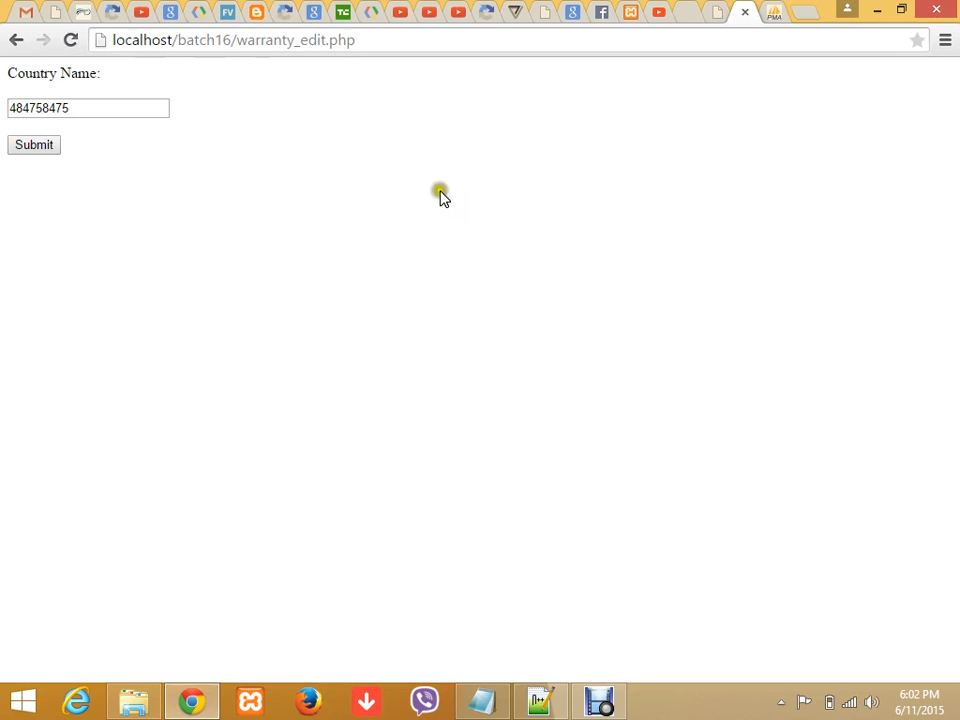 localhost/batch16/warranty_edit.php
Country Name:
484758475
Submit
6:02 PM
6/11/2015